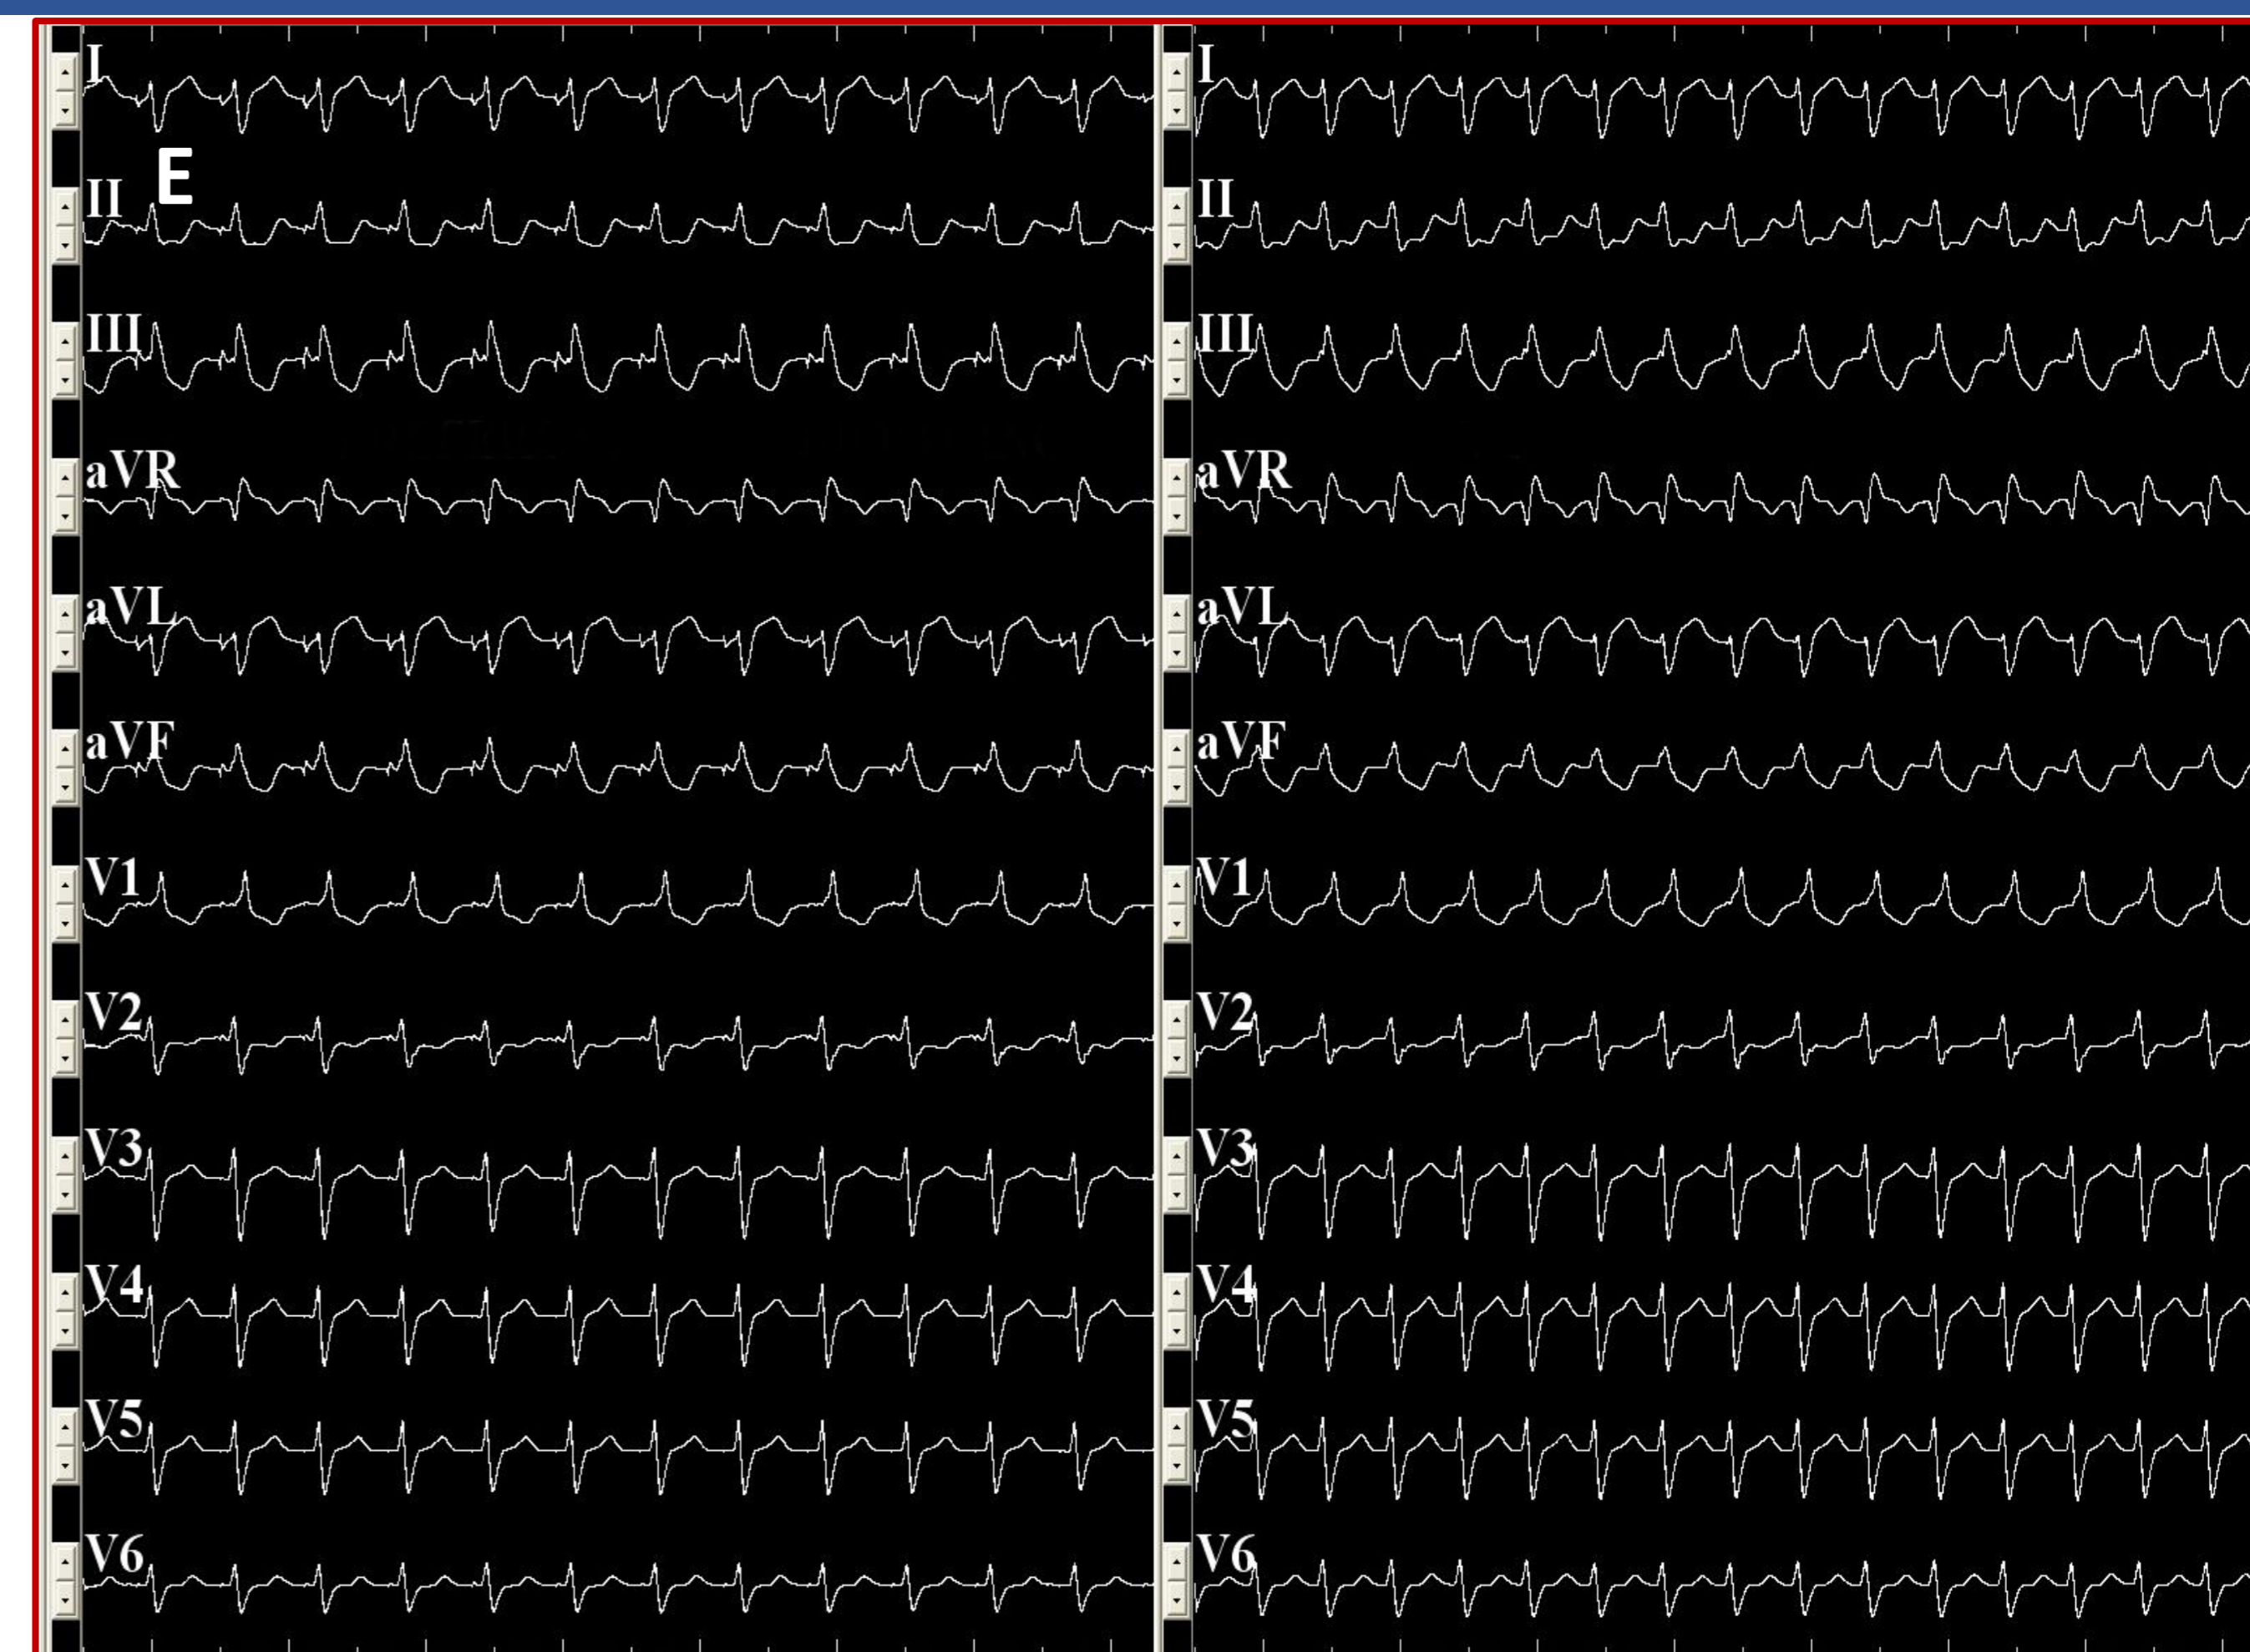 I I
E
II II
III III
aVR aVR
aVL aVL
aVF aVF
V1 V1
V2 V2
V3 V3
V4 V4
V5 V5
V6 V6